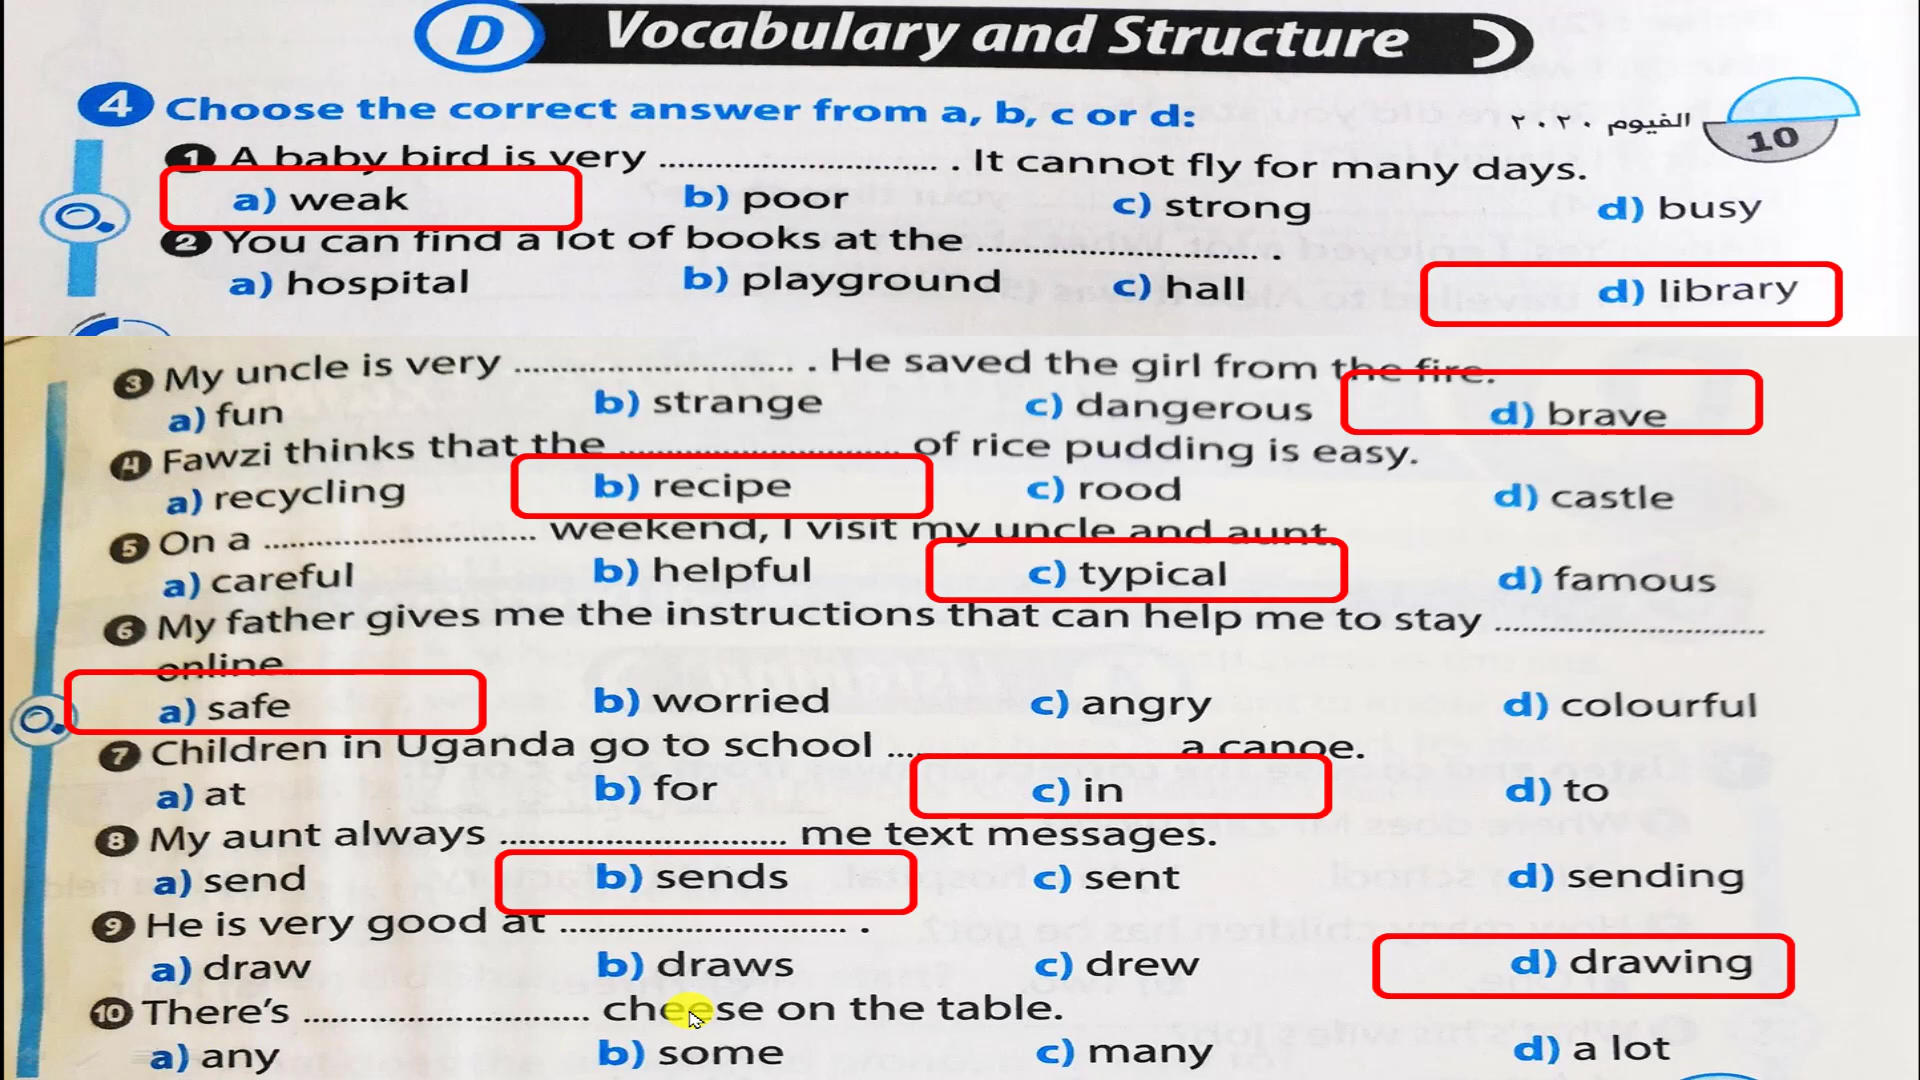 D Vocabulary and Structure
4 Choose the correct answer from a, b, c or d:
الفيوم ٢٠٢٠
10
1 A baby bird is very .............................. . It cannot fly for many days.
a) weak b) poor c) strong d) busy
2 You can find a lot of books at the .............................. .
a) hospital b) playground c) hall d) library
3 My uncle is very .............................. . He saved the girl from the fire.
a) fun b) strange c) dangerous d) brave
4 Fawzi thinks that the .............................. of rice pudding is easy.
a) recycling b) recipe c) rood d) castle
5 On a .............................. weekend, I visit my uncle and aunt.
a) careful b) helpful c) typical d) famous
6 My father gives me the instructions that can help me to stay ..............................
online
a) safe b) worried c) angry d) colourful
7 Children in Uganda go to school ... a canoe.
a) at b) for c) in d) to
8 My aunt always .............................. me text messages.
a) send b) sends c) sent d) sending
9 He is very good at .............................. .
a) draw b) draws c) drew d) drawing
10 There's .............................. cheese on the table.
a) any b) some c) many d) a lot